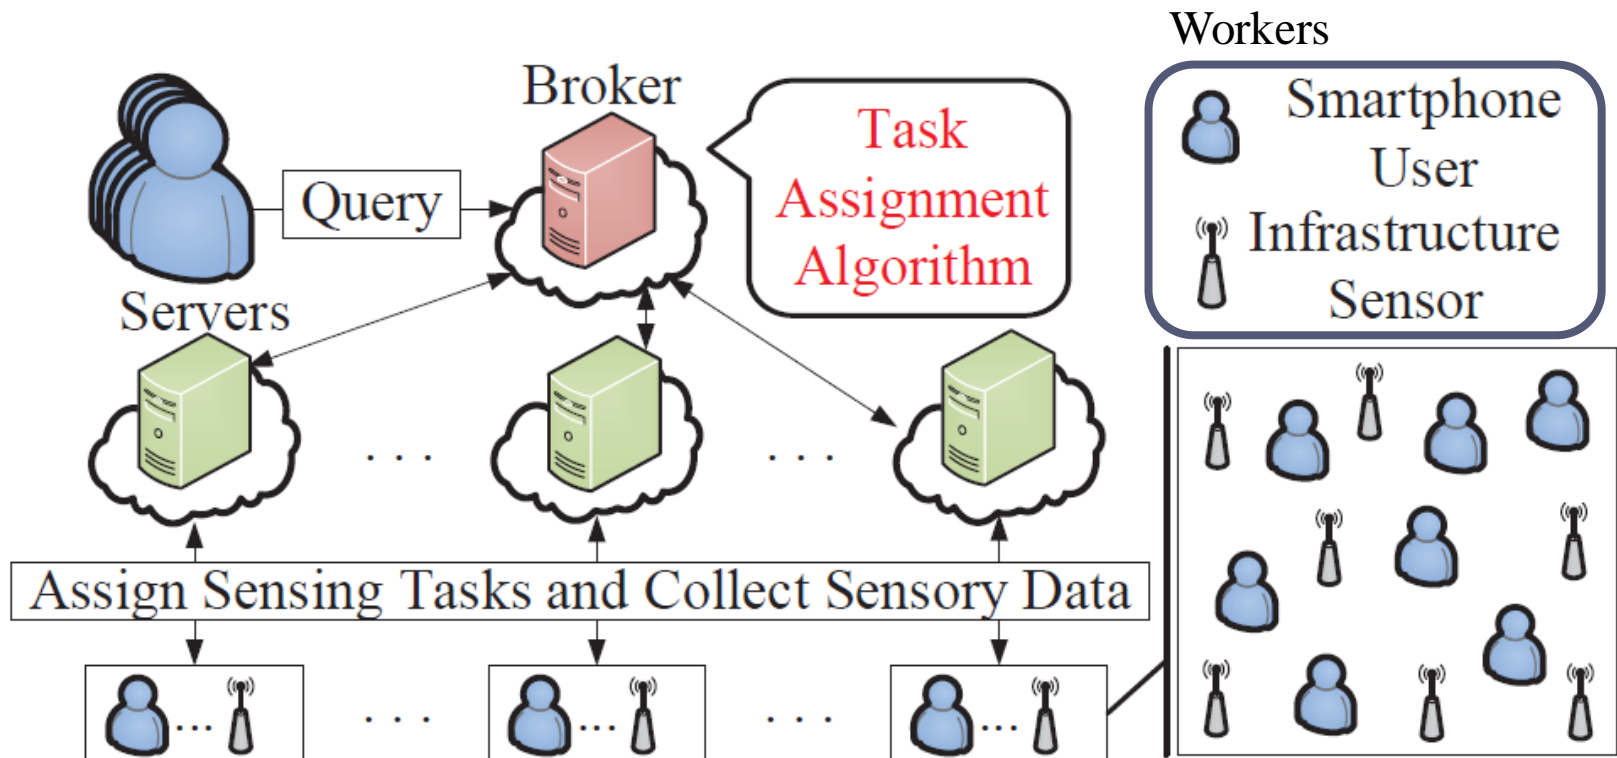 Workers
Broker
Task
Assignment
Algorithm
Smartphone
User
Infrastructure
Sensor
Query
Servers
. . .
. . .
Assign Sensing Tasks and Collect Sensory Data
...
. . .
...
. . .
...